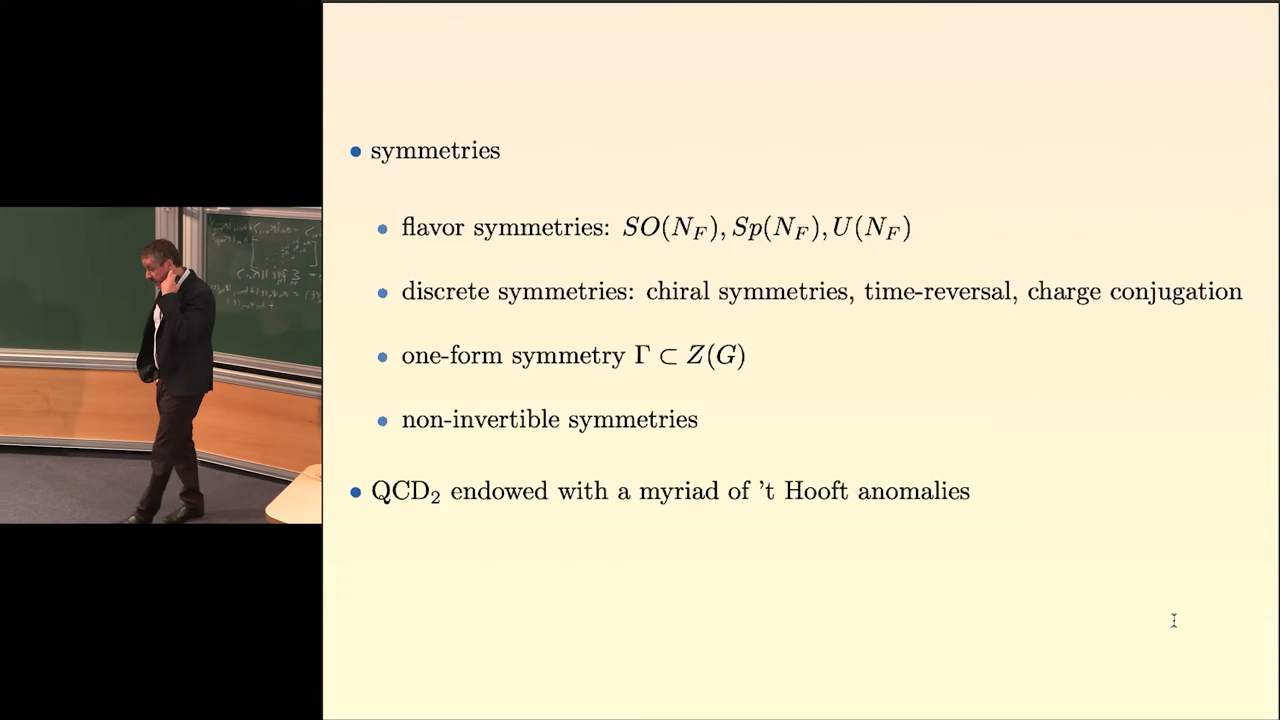 • symmetries
• flavor symmetries: SO(N_F), Sp(N_F), U(N_F)
• discrete symmetries: chiral symmetries, time-reversal, charge conjugation
• one-form symmetry Γ ⊂ Z(G)
• non-invertible symmetries
• QCD₂ endowed with a myriad of 't Hooft anomalies